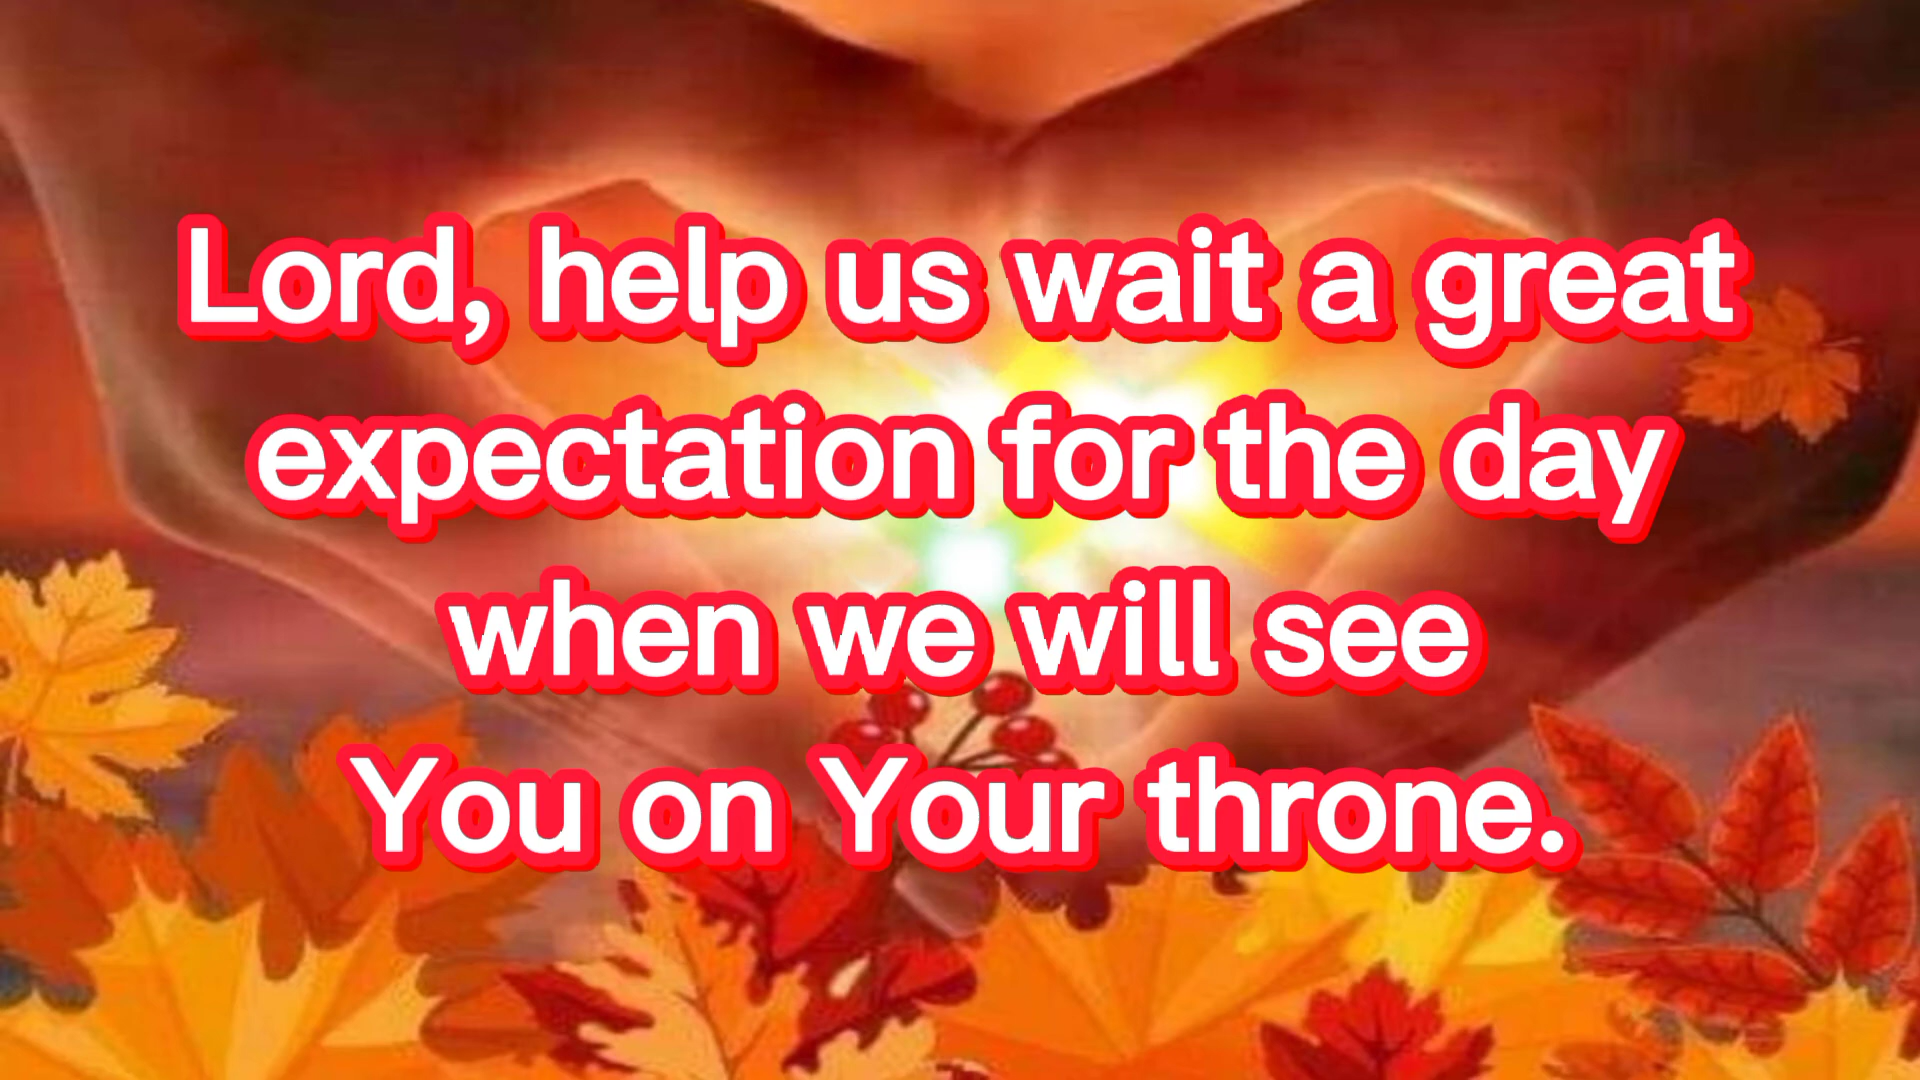 Lord, help us wait a great
expectation for the day
when we will see
You on Your throne.